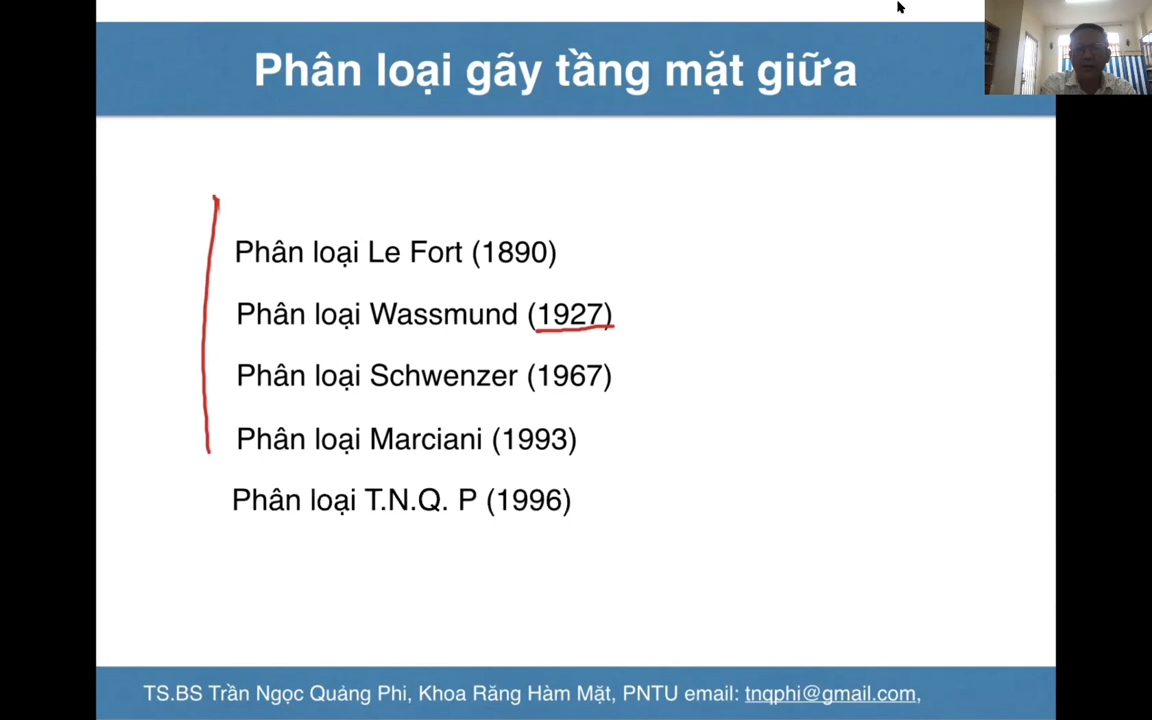 Phân loại gãy tầng mặt giữa
Phân loại Le Fort (1890)
Phân loại Wassmund (1927)
Phân loại Schwenzer (1967)
Phân loại Marciani (1993)
Phân loại T.N.Q. P (1996)
TS.BS Trần Ngọc Quảng Phi, Khoa Răng Hàm Mặt, PNTU email: tnqphi@gmail.com,